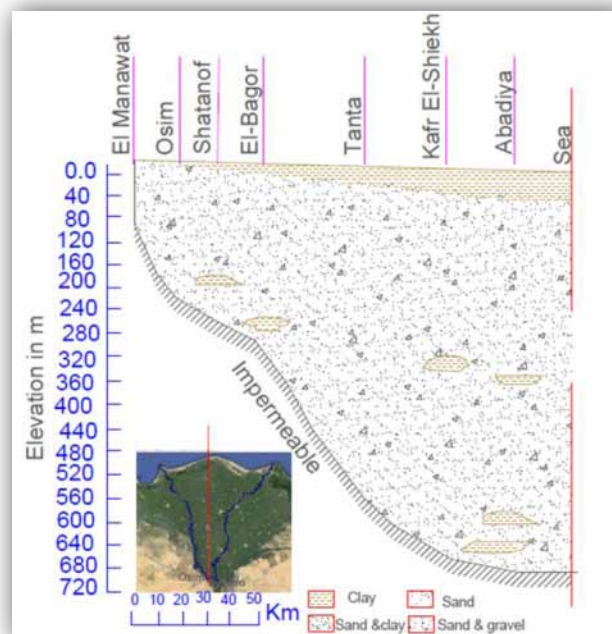 El Manawat
Osim
Shatanof
El-Bagor
Tanta
Kafr El-Shiekh
Abadiya
Sea
Elevation in m
0.0
40
80
120
160
200
240
280
320
360
400
440
480
520
560
600
640
680
720
Impermeable
0 10 20 30 40 50
Km
Clay
Sand
Sand &clay
Sand & gravel